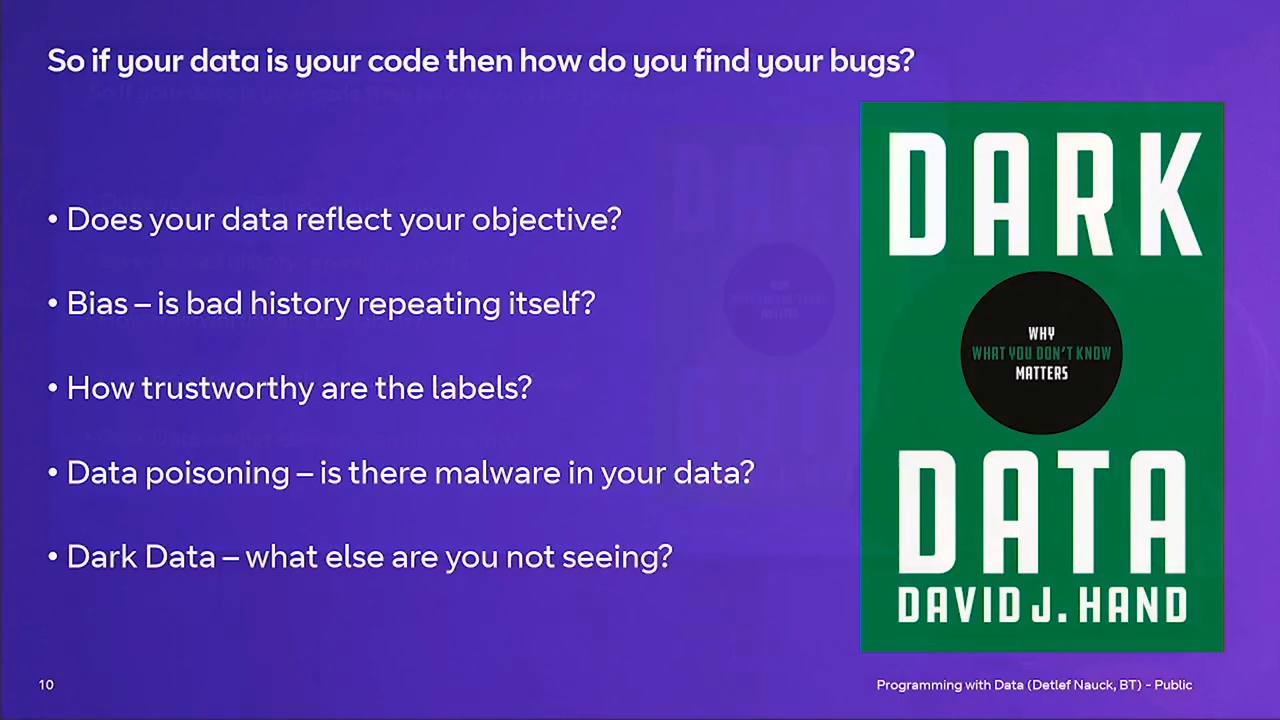 So if your data is your code then how do you find your bugs?
• Does your data reflect your objective?
• Bias – is bad history repeating itself?
• How trustworthy are the labels?
• Data poisoning – is there malware in your data?
• Dark Data – what else are you not seeing?
DARK
WHY
WHAT YOU DON'T KNOW
MATTERS
DATA
DAVID J. HAND
10
Programming with Data (Detlef Nauck, BT) – Public